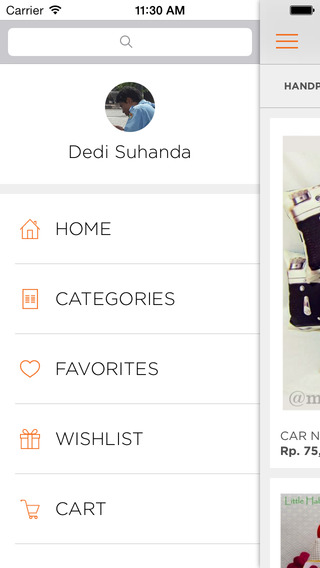 Carrier 11:30 AM
Dedi Suhanda
HOME
CATEGORIES
FAVORITES
WISHLIST
CART
HANDP
@m
CAR N
Rp. 75,
Little Hal